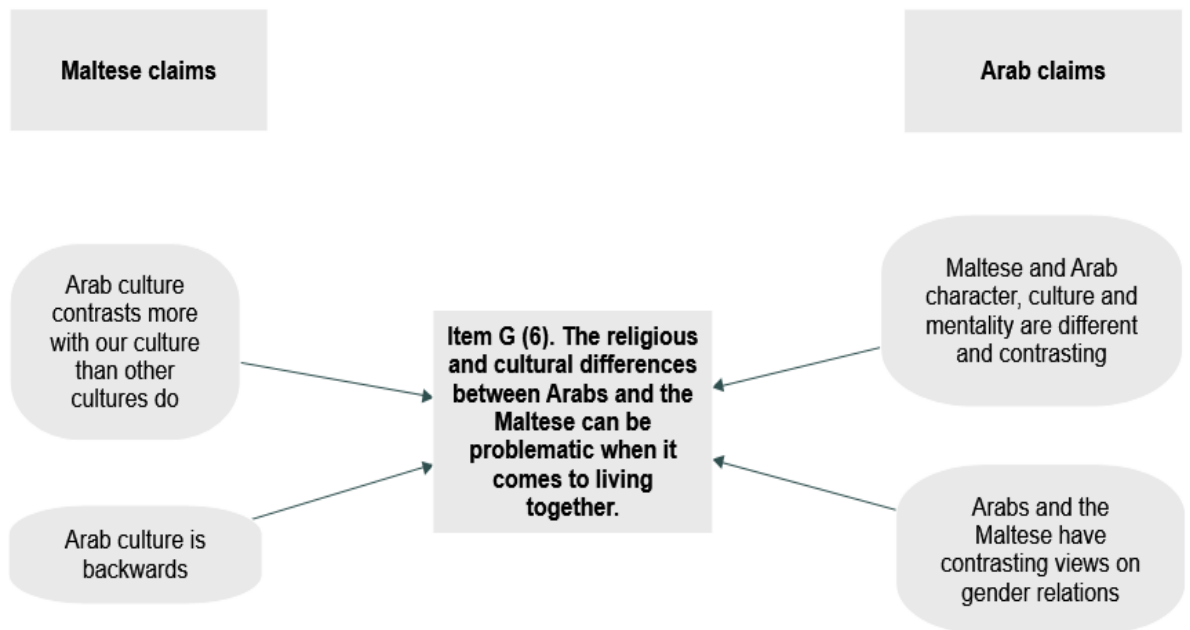 Maltese claims
Arab claims
Arab culture
contrasts more
with our culture
than other
cultures do
Arab culture is
backwards
Item G (6). The religious
and cultural differences
between Arabs and the
Maltese can be
problematic when it
comes to living
together.
Maltese and Arab
character, culture and
mentality are different
and contrasting
Arabs and the
Maltese have
contrasting views on
gender relations